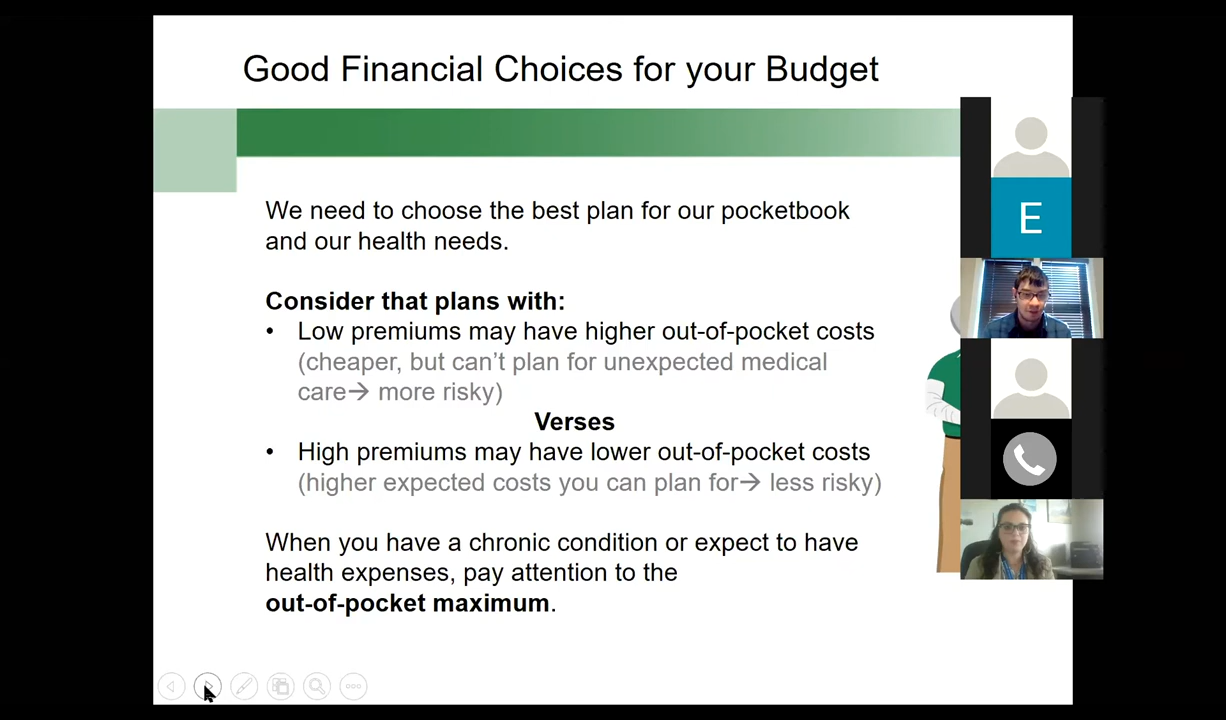 Good Financial Choices for your Budget
We need to choose the best plan for our pocketbook
and our health needs.
Consider that plans with:
• Low premiums may have higher out-of-pocket costs
(cheaper, but can’t plan for unexpected medical
care→ more risky)
Verses
• High premiums may have lower out-of-pocket costs
(higher expected costs you can plan for→ less risky)
When you have a chronic condition or expect to have
health expenses, pay attention to the
out-of-pocket maximum.
E